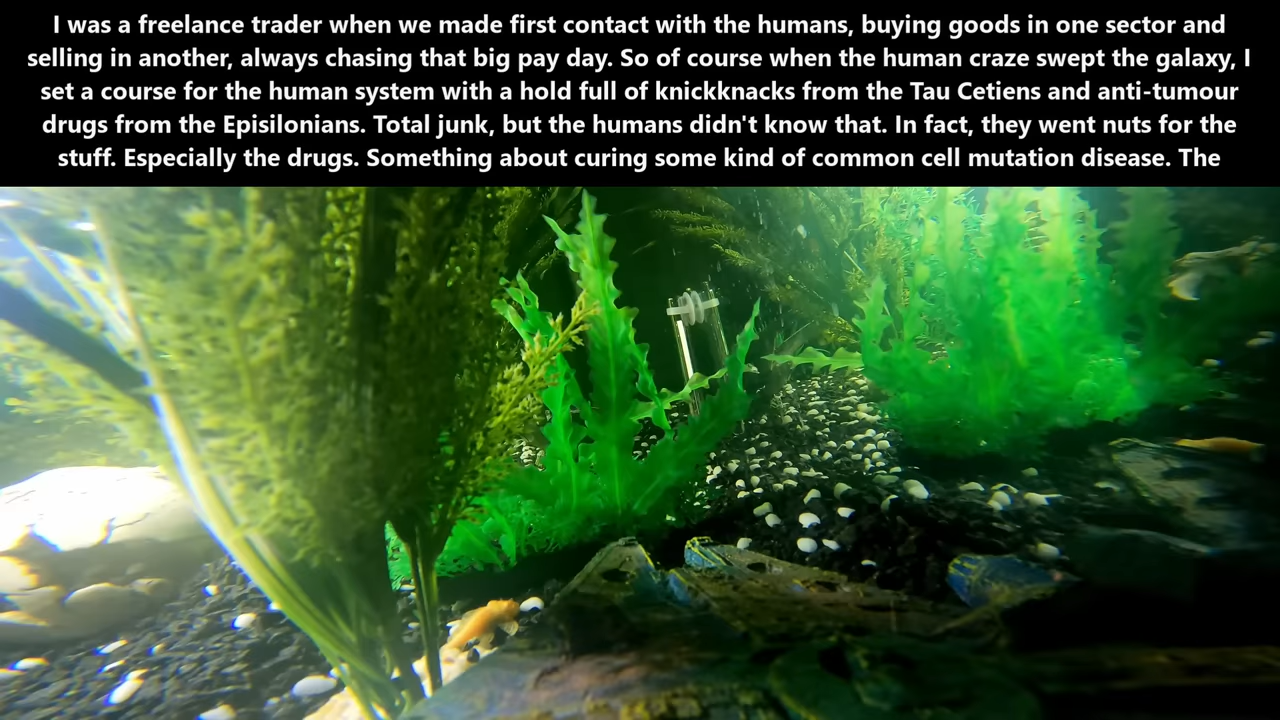 I was a freelance trader when we made first contact with the humans, buying goods in one sector and
selling in another, always chasing that big pay day. So of course when the human craze swept the galaxy, I
set a course for the human system with a hold full of knickknacks from the Tau Cetiens and anti-tumour
drugs from the Episilonians. Total junk, but the humans didn't know that. In fact, they went nuts for the
stuff. Especially the drugs. Something about curing some kind of common cell mutation disease. The